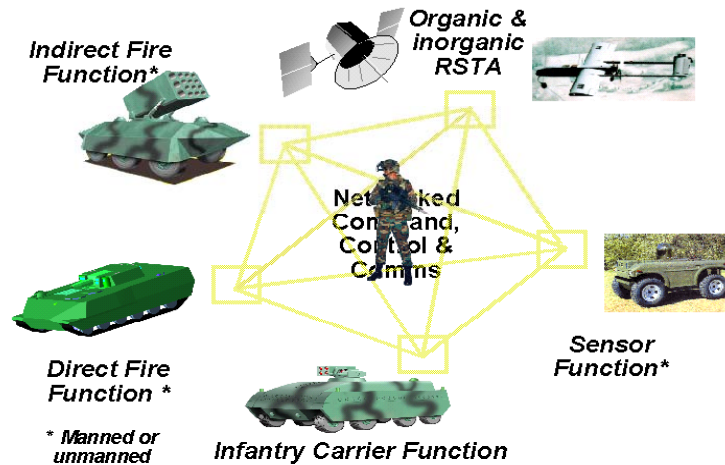 Organic &
inorganic
RSTA
Indirect Fire
Function*
Networked
Command,
Control &
Comms
Sensor
Function*
Direct Fire
Function *
* Manned or
unmanned
Infantry Carrier Function